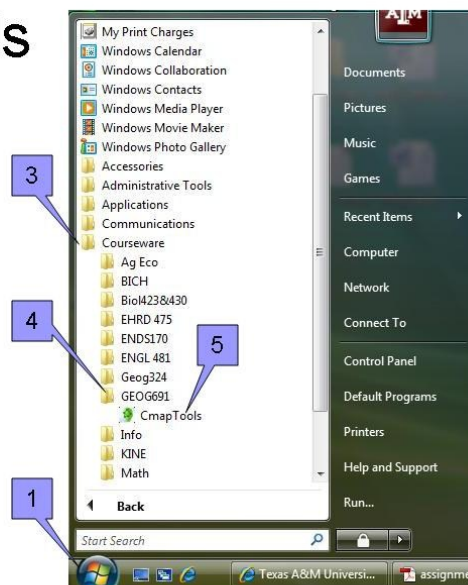 S
My Print Charges
Windows Calendar
Windows Collaboration
Windows Contacts
Windows Media Player
Windows Movie Maker
Windows Photo Gallery
Accessories
Administrative Tools
Applications
Communications
3
Courseware
Ag Eco
BICH
Biol423&430
EHRD 475
4
ENDS170
5
ENGL 481
Geog324
GEOG691
CmapTools
Info
KINE
Math
1
Back
Start Search
A|M
Documents
Pictures
Music
Games
Recent Items
Computer
Network
Connect To
Control Panel
Default Programs
Printers
Help and Support
Run...
Texas A&M Universi...
assignme